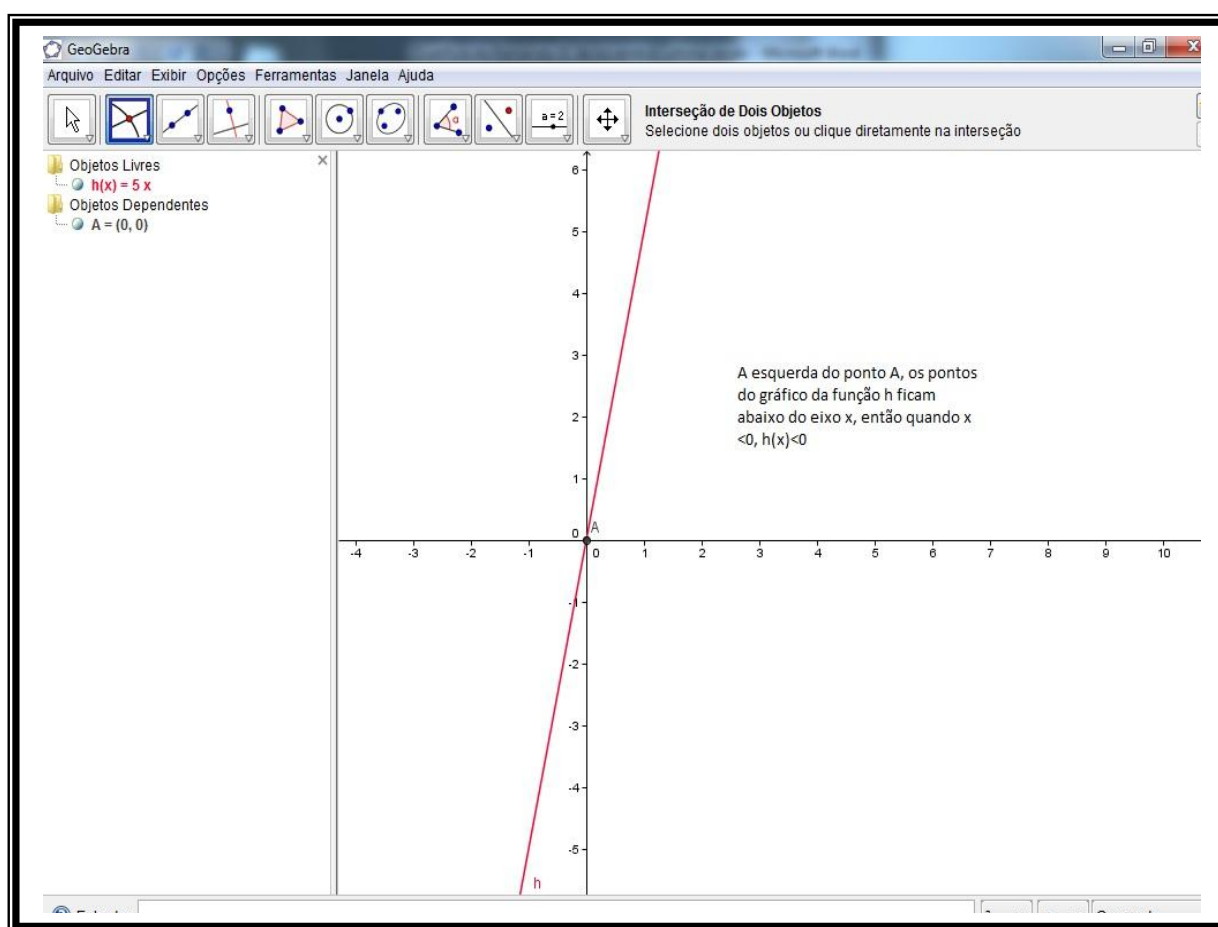 GeoGebra
Arquivo Editar Exibir Opções Ferramentas Janela Ajuda
a = 2
α
Interseção de Dois Objetos
Selecione dois objetos ou clique diretamente na interseção
Objetos Livres
h(x) = 5 x
Objetos Dependentes
A = (0, 0)
6
5
4
3
A esquerda do ponto A, os pontos
do gráfico da função h ficam
abaixo do eixo x, então quando x
<0, h(x)<0
2
1
0
A
-4 -3 -2 -1 0 1 2 3 4 5 6 7 8 9 10
-1
-2
-3
-4
-5
h